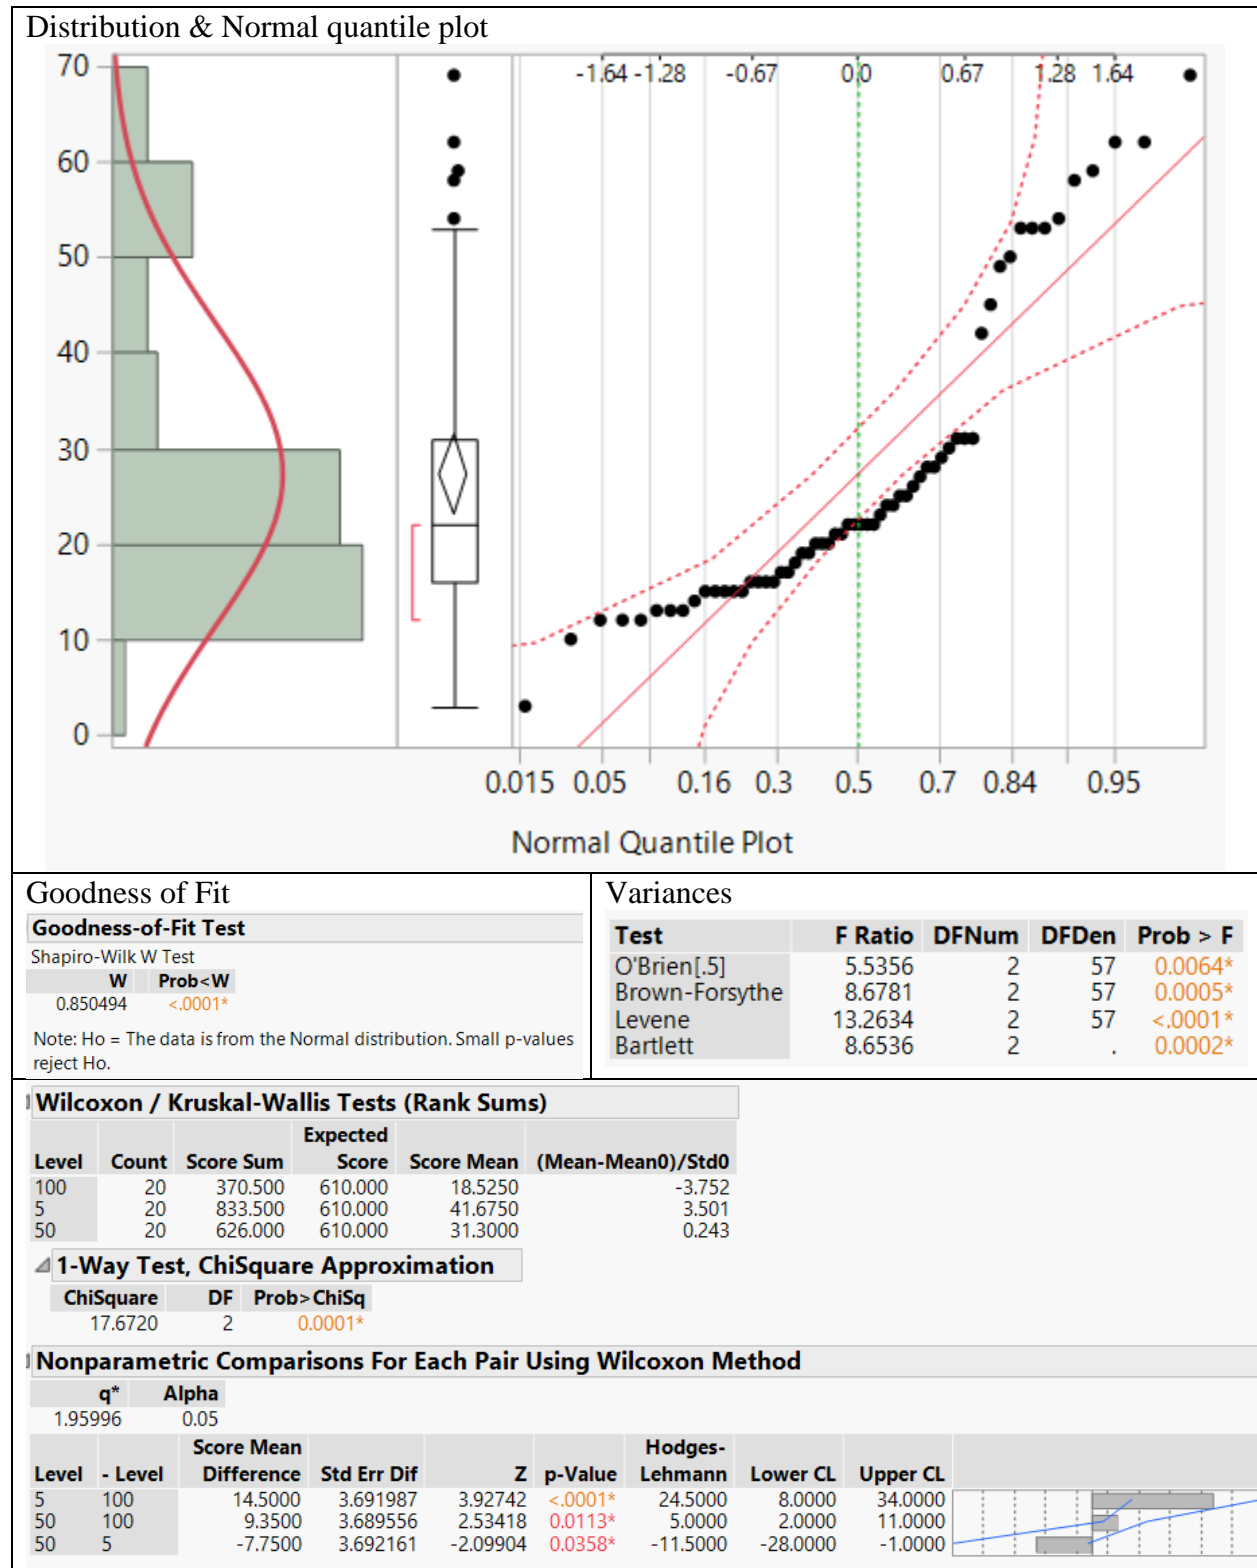 Distribution & Normal quantile plot
70
-1.64 -1.28 -0.67 0.0 0.67 1.28 1.64
60
50
40
30
20
10
0
0.015 0.05 0.16 0.3 0.5 0.7 0.84 0.95
Normal Quantile Plot
Goodness of Fit
Goodness-of-Fit Test
Shapiro-Wilk W Test
W Prob<W
0.850494 <.0001*
Note: Ho = The data is from the Normal distribution. Small p-values
reject Ho.
Variances
Test F Ratio DFNum DFDen Prob > F
O'Brien[.5] 5.5356 2 57 0.0064*
Brown-Forsythe 8.6781 2 57 0.0005*
Levene 13.2634 2 57 <.0001*
Bartlett 8.6536 2 . 0.0002*
Wilcoxon / Kruskal-Wallis Tests (Rank Sums)
Expected
Level Count Score Sum Score Score Mean (Mean-Mean0)/Std0
100 20 370.500 610.000 18.5250 -3.752
5 20 833.500 610.000 41.6750 3.501
50 20 626.000 610.000 31.3000 0.243
1-Way Test, ChiSquare Approximation
ChiSquare DF Prob>ChiSq
17.6720 2 0.0001*
Nonparametric Comparisons For Each Pair Using Wilcoxon Method
q* Alpha
1.95996 0.05
Score Mean Hodges-
Level - Level Difference Std Err Dif Z p-Value Lehmann Lower CL Upper CL
5 100 14.5000 3.691987 3.92742 <.0001* 24.5000 8.0000 34.0000
50 100 9.3500 3.689556 2.53418 0.0113* 5.0000 2.0000 11.0000
50 5 -7.7500 3.692161 -2.09904 0.0358* -11.5000 -28.0000 -1.0000